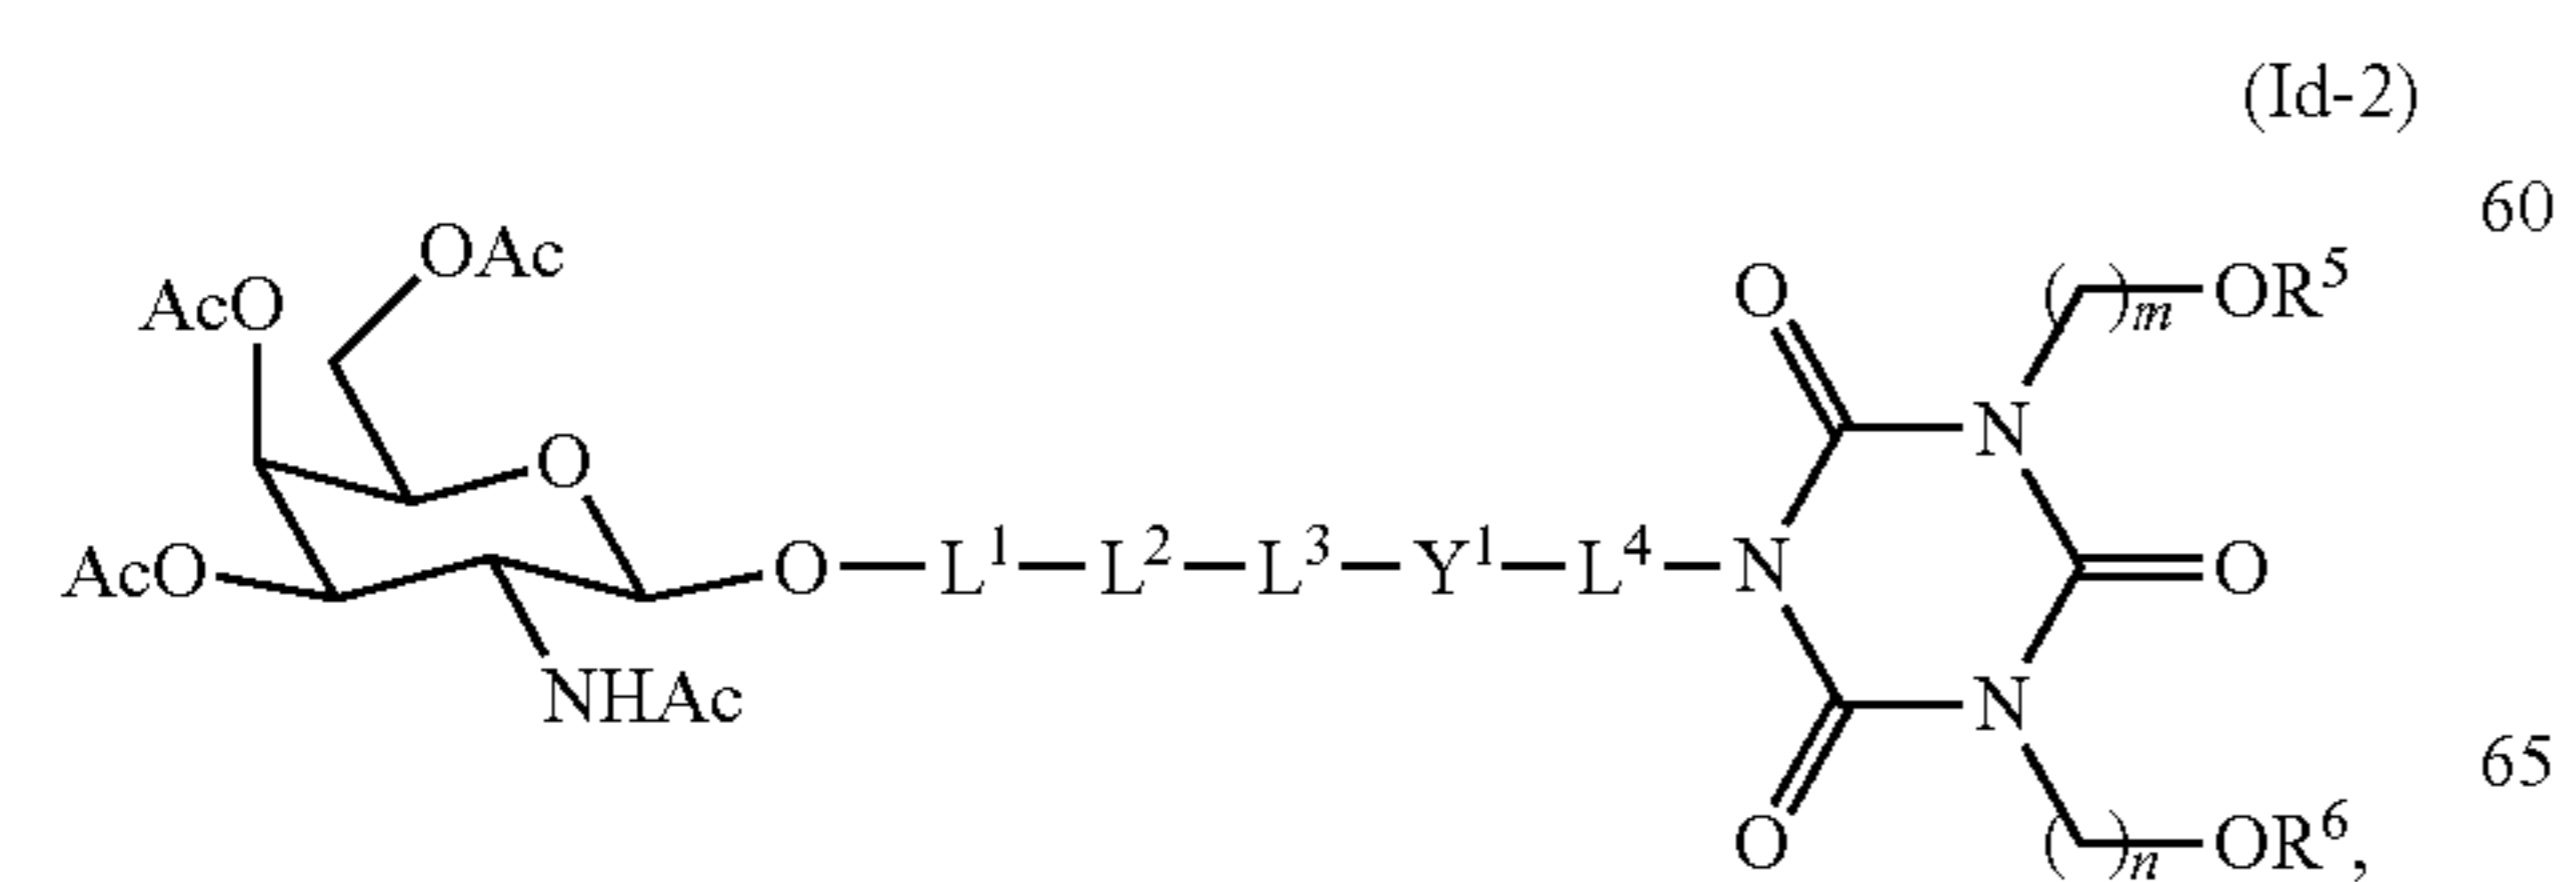 (Id-2)
60
OAc
AcO
O
( )m OR⁵
O
N
AcO
O—L¹—L²—L³—Y¹—L⁴—N
O
NHAc
N
65
O
( )n OR⁶,